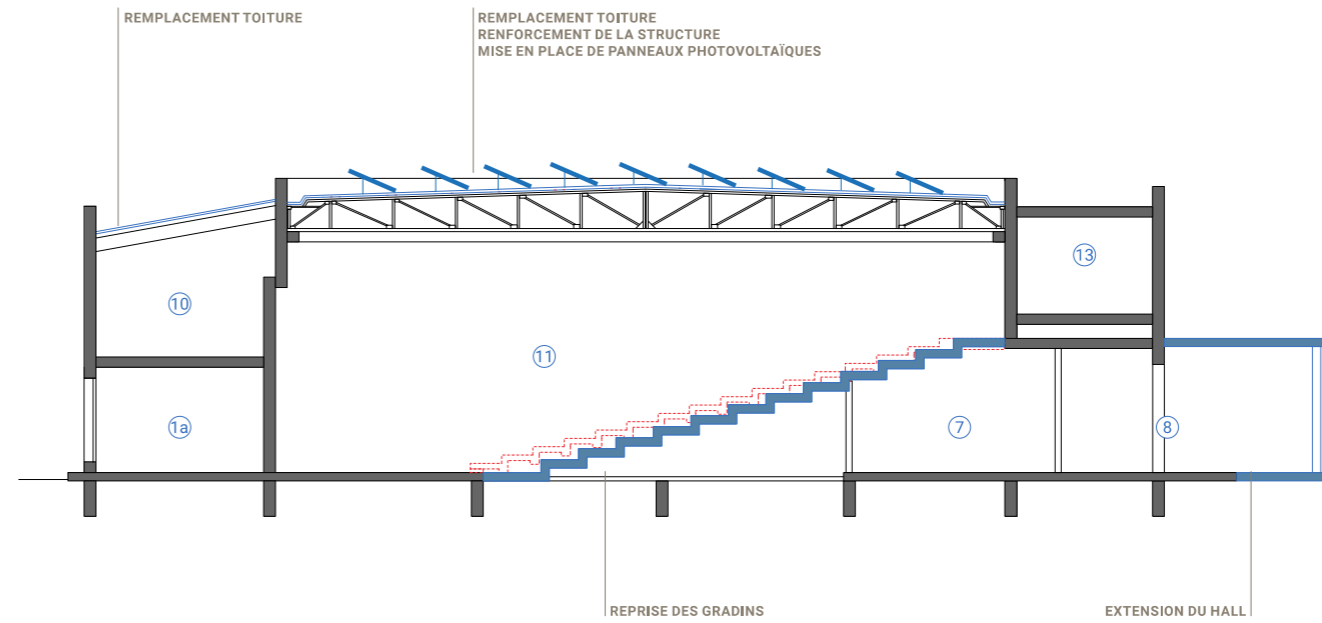 REMPLACEMENT TOITURE
REMPLACEMENT TOITURE
RENFORCEMENT DE LA STRUCTURE
MISE EN PLACE DE PANNEAUX PHOTOVOLTAÏQUES
13
10
11
1a
7
8
REPRISE DES GRADINS
EXTENSION DU HALL